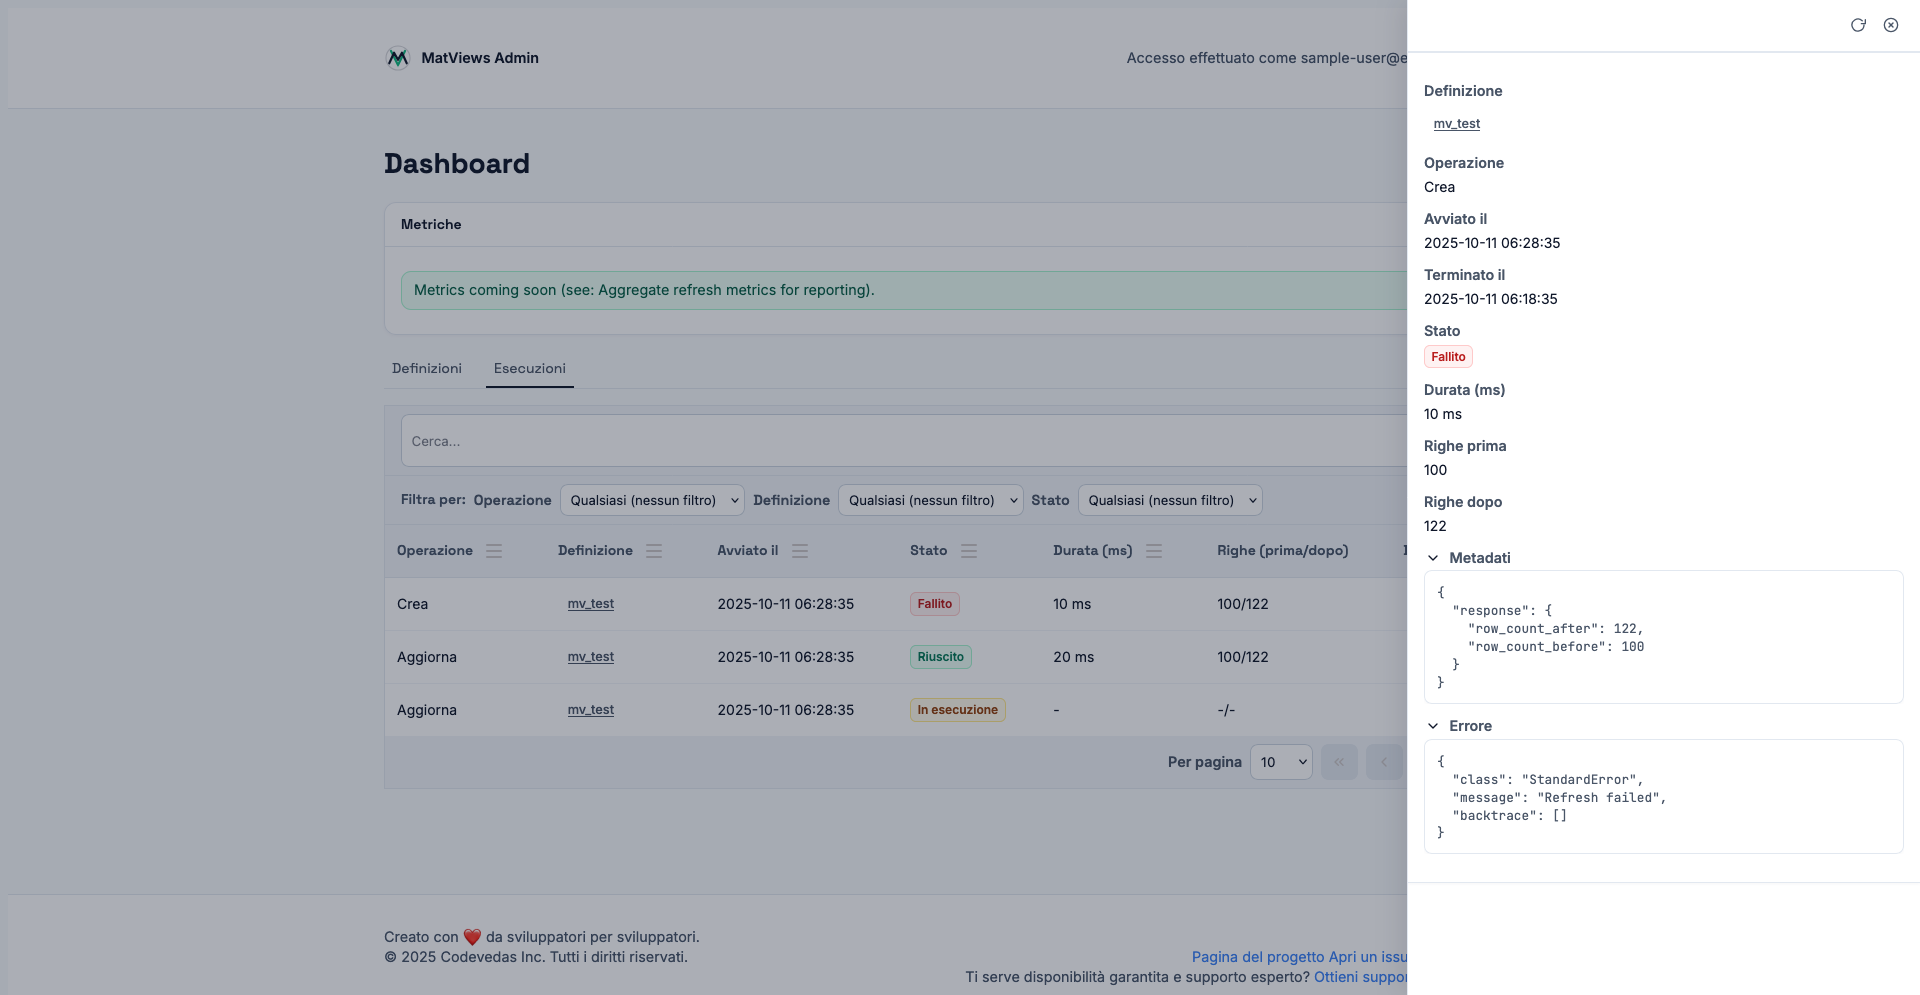 MatViews Admin
Accesso effettuato come sample-user@e
Dashboard
Metriche
Metrics coming soon (see: Aggregate refresh metrics for reporting).
Definizioni
Esecuzioni
Cerca...
Filtra per: Operazione Qualsiasi (nessun filtro) Definizione Qualsiasi (nessun filtro) Stato Qualsiasi (nessun filtro)
Operazione Definizione Avviato il Stato Durata (ms) Righe (prima/dopo)
Crea mv_test 2025-10-11 06:28:35 Fallito 10 ms 100/122
Aggiorna mv_test 2025-10-11 06:28:35 Riuscito 20 ms 100/122
Aggiorna mv_test 2025-10-11 06:28:35 In esecuzione - -/-
Per pagina 10 « ‹
Creato con ❤️ da sviluppatori per sviluppatori.
© 2025 Codevedas Inc. Tutti i diritti riservati.
Pagina del progetto Apri un issu
Ti serve disponibilità garantita e supporto esperto? Ottieni suppor
Definizione
mv_test
Operazione
Crea
Avviato il
2025-10-11 06:28:35
Terminato il
2025-10-11 06:18:35
Stato
Fallito
Durata (ms)
10 ms
Righe prima
100
Righe dopo
122
Metadati
{
"response": {
"row_count_after": 122,
"row_count_before": 100
}
}
Errore
{
"class": "StandardError",
"message": "Refresh failed",
"backtrace": []
}